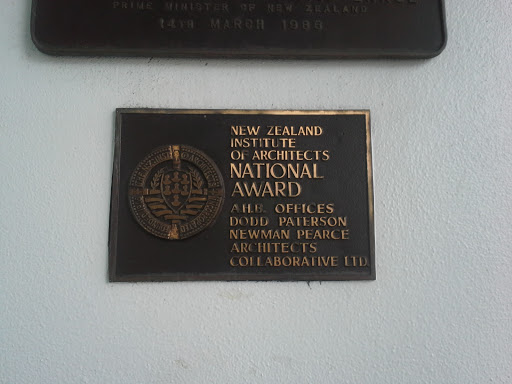 PRIME MINISTER OF NEW ZEALAND
14TH MARCH 1986
NEW ZEALAND
INSTITUTE
OF ARCHITECTS
NATIONAL
AWARD
A.H.B. OFFICES
DODD PATERSON
NEWMAN PEARCE
ARCHITECTS
COLLABORATIVE LTD.